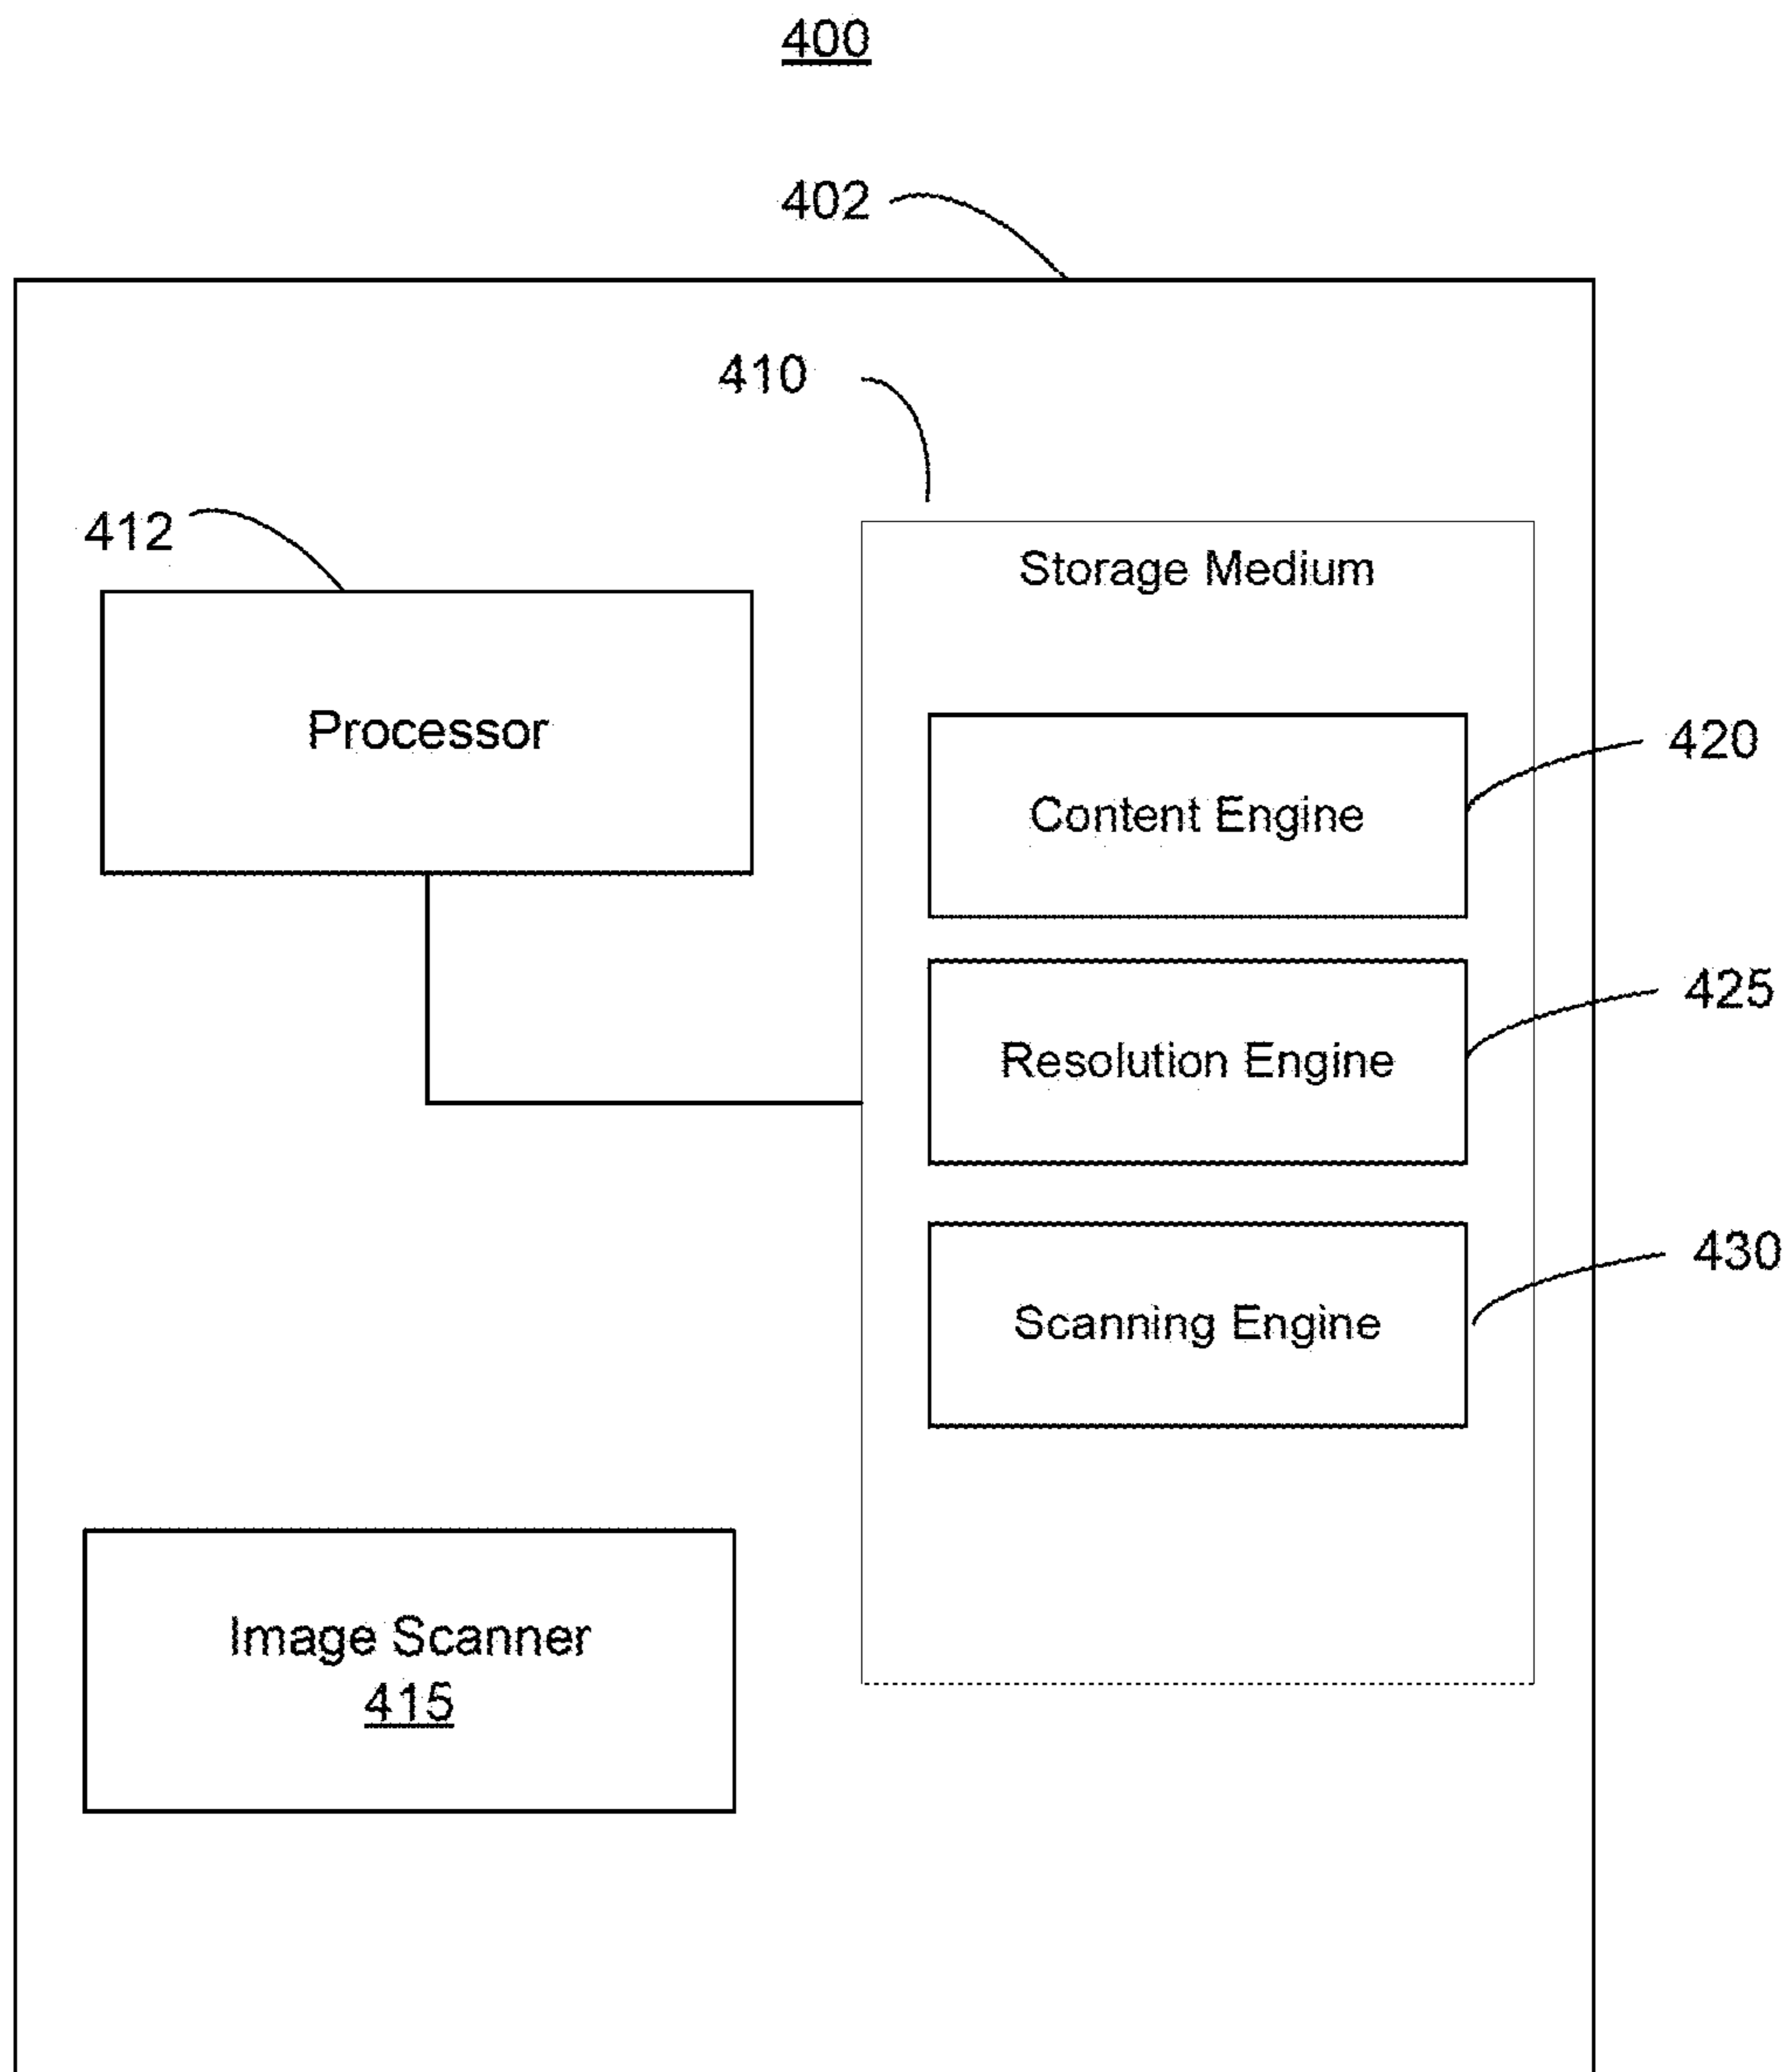 400
402
410
412
Storage Medium
Processor
420
Content Engine
425
Resolution Engine
430
Scanning Engine
Image Scanner
415